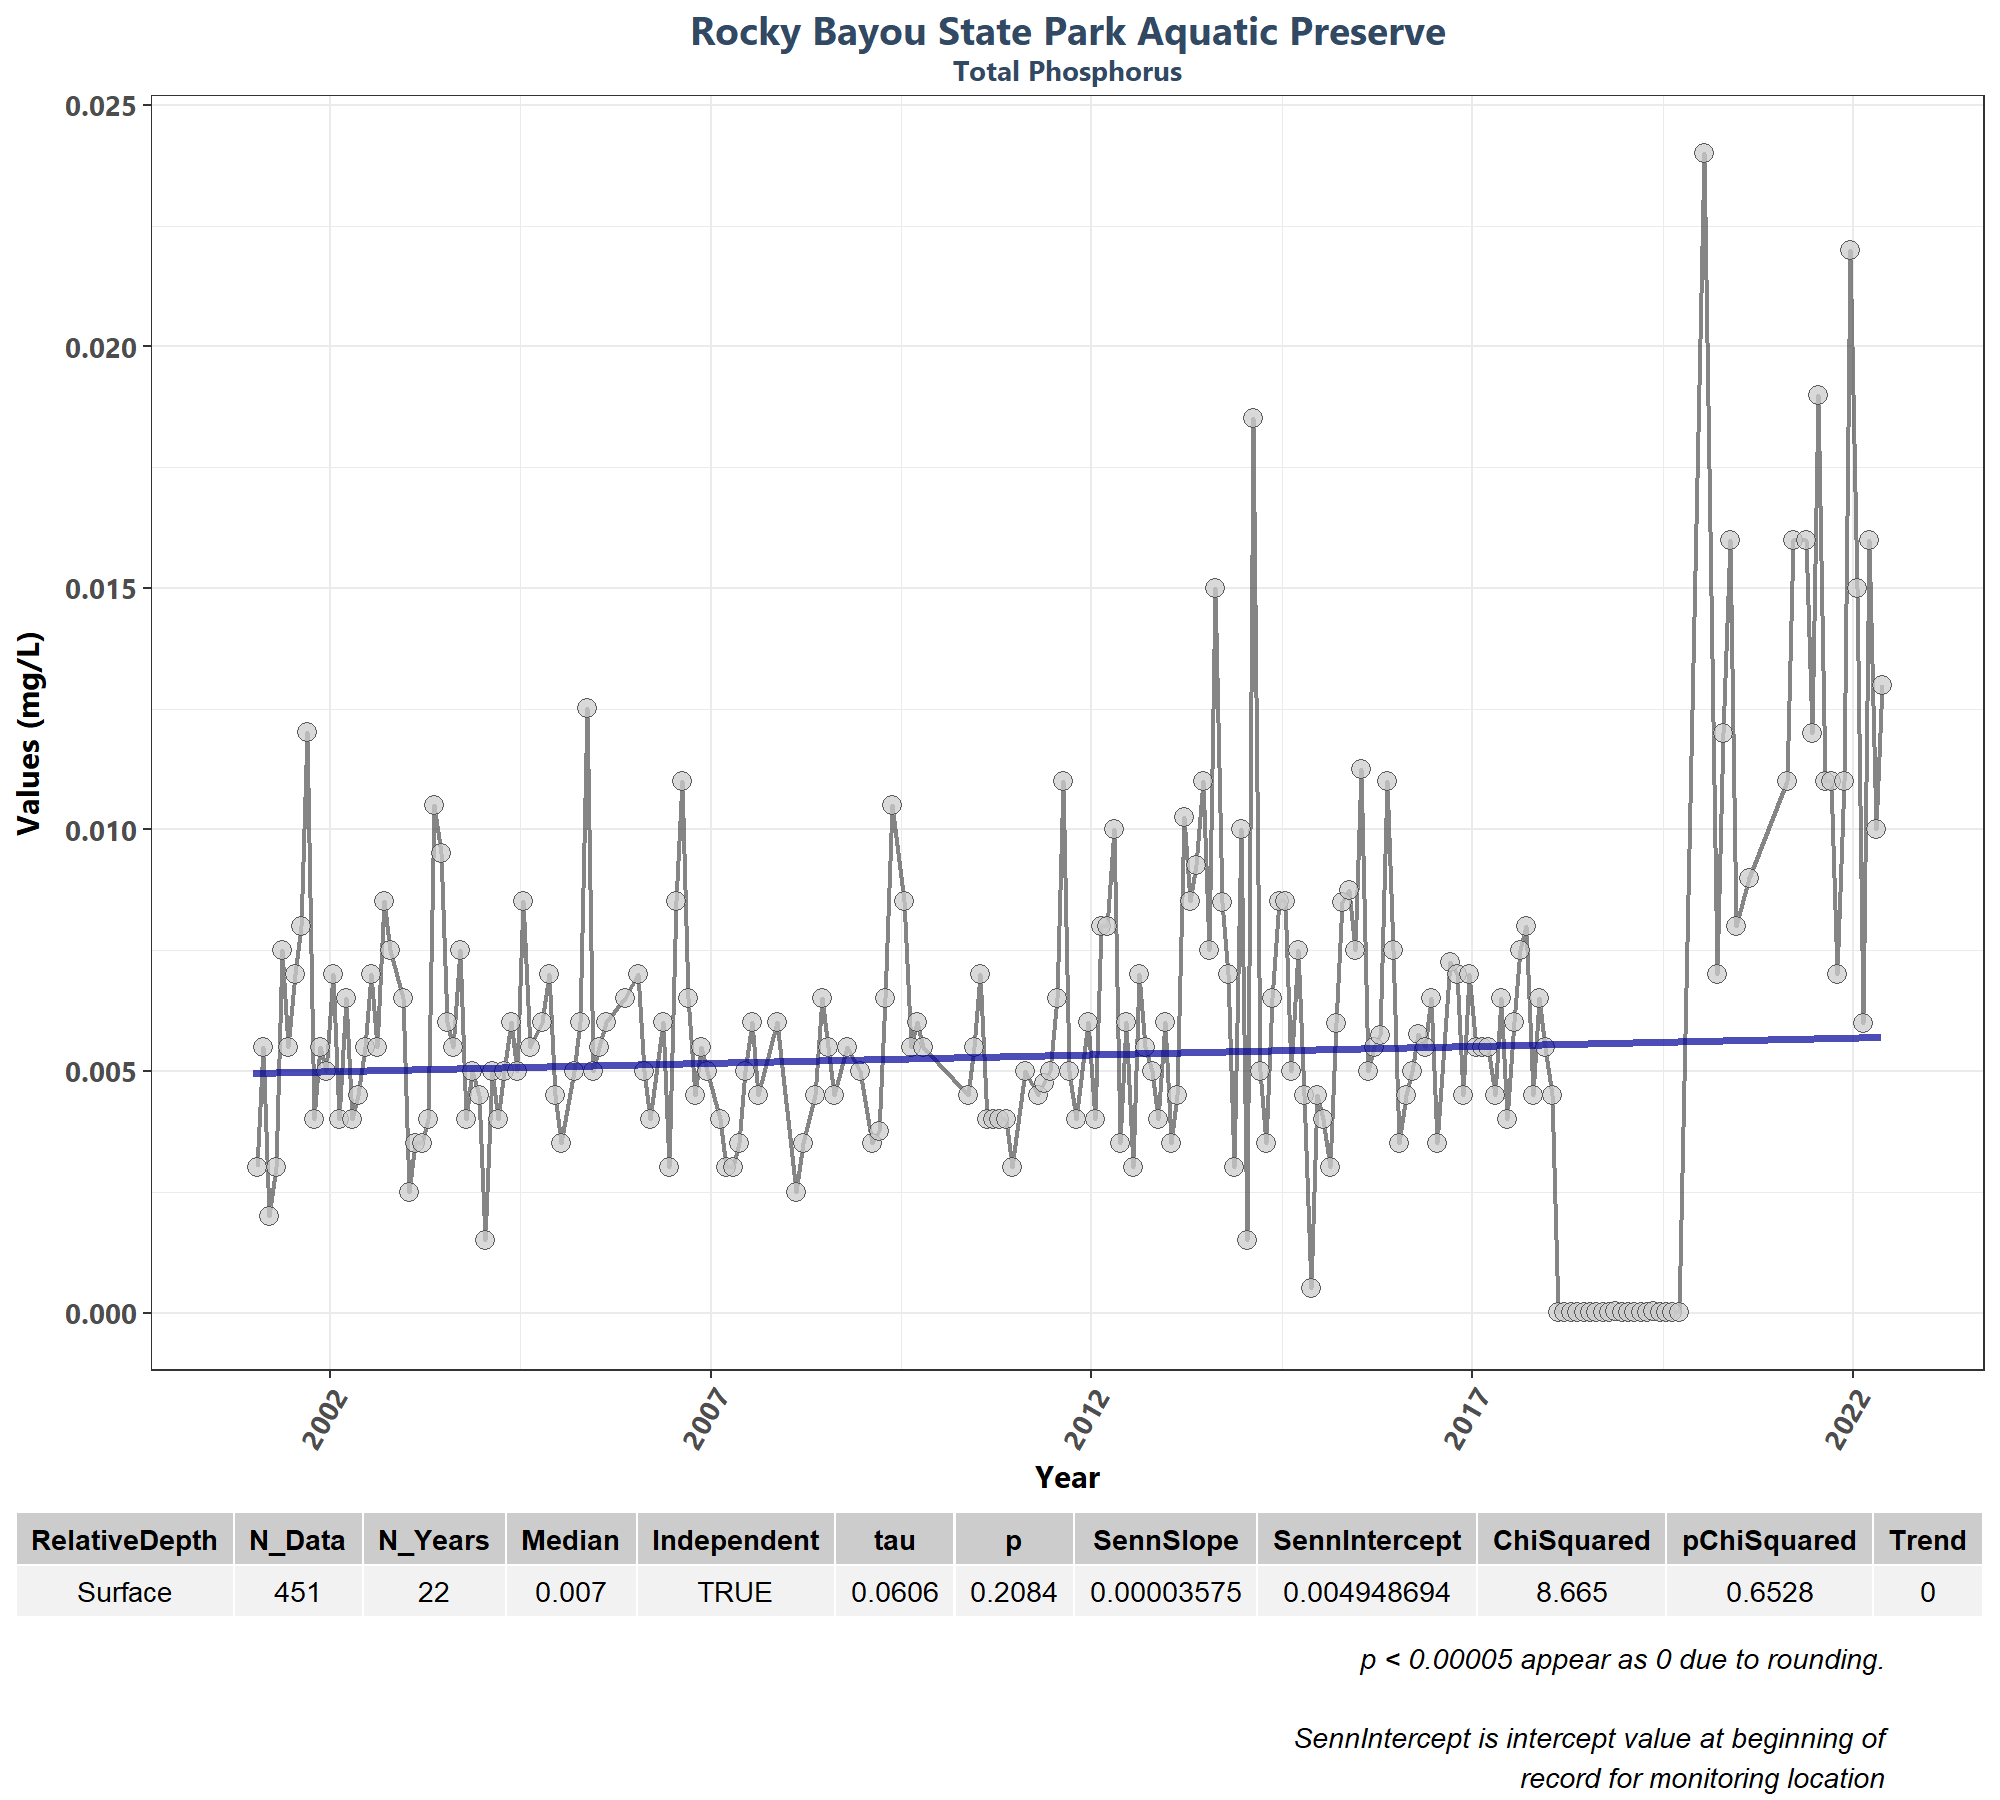 Rocky Bayou State Park Aquatic Preserve
Total Phosphorus
0.025
0.020
0.015
0.010
0.005
0.000
Values (mg/L)
2002 2007 2012 2017 2022
Year
RelativeDepth N_Data N_Years Median Independent tau p SennSlope SennIntercept ChiSquared pChiSquared Trend
Surface 451 22 0.007 TRUE 0.0606 0.2084 0.00003575 0.004948694 8.665 0.6528 0
p < 0.00005 appear as 0 due to rounding.
SennIntercept is intercept value at beginning of
record for monitoring location